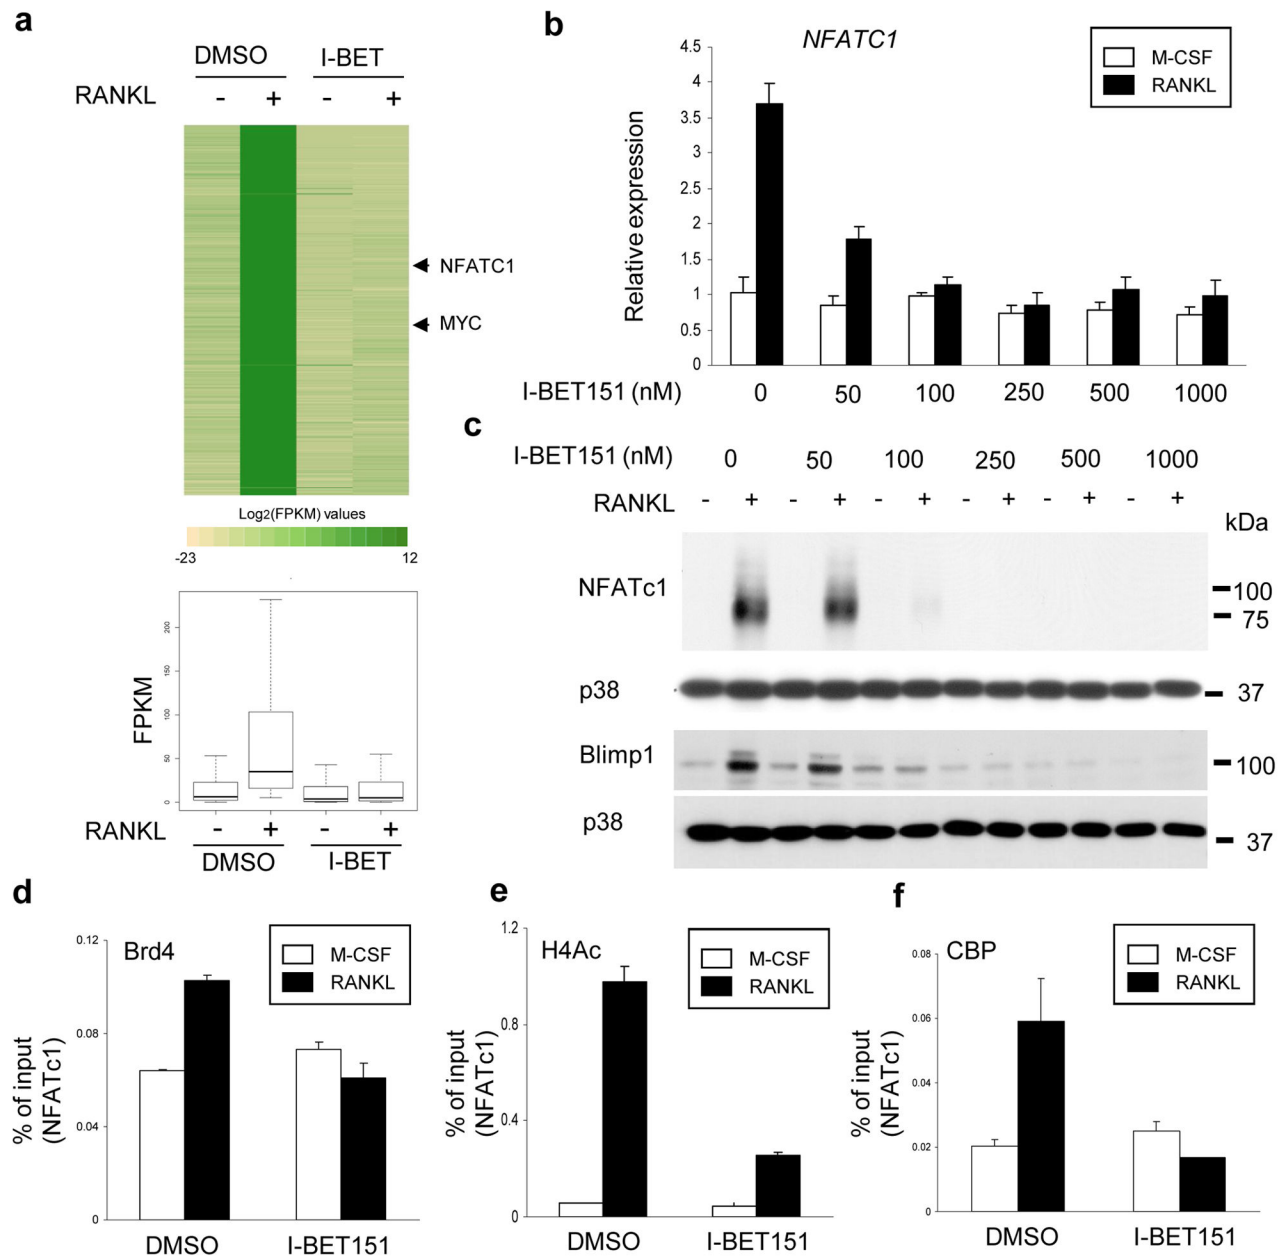 a
DMSO I-BET
RANKL - + - +
NFATC1
MYC
Log2(FPKM) values
-23 12
FPKM
200
150
100
50
0
RANKL - + - +
DMSO I-BET
b
NFATC1
M-CSF
RANKL
Relative expression
4.5
4
3.5
3
2.5
2
1.5
1
0.5
0
I-BET151 (nM) 0 50 100 250 500 1000
c
I-BET151 (nM) 0 50 100 250 500 1000
RANKL - + - + - + - + - + - +
kDa
NFATc1
100
75
p38
37
Blimp1
100
p38
37
d
Brd4
M-CSF
RANKL
% of input
(NFATc1)
0.12
0.08
0.04
0
DMSO I-BET151
e
H4Ac
M-CSF
RANKL
% of input
(NFATc1)
1.2
0.8
0.4
0
DMSO I-BET151
f
CBP
M-CSF
RANKL
% of input
(NFATc1)
0.08
0.06
0.04
0.02
0
DMSO I-BET151